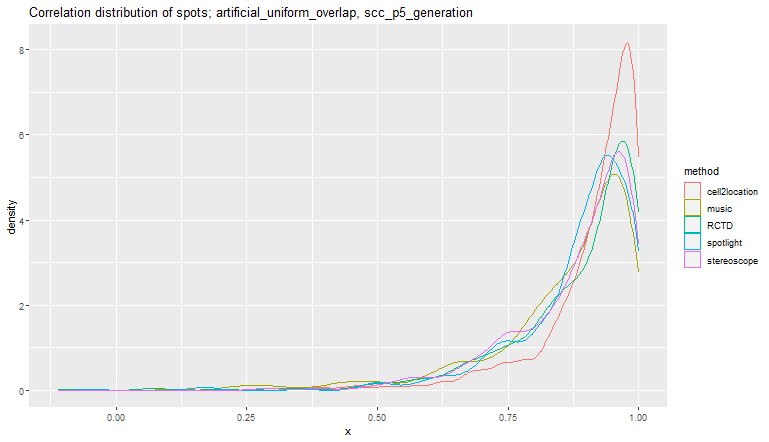 Correlation distribution of spots; artificial_uniform_overlap, scc_p5_generation
8
6
4
2
0
density
0.00
0.25
0.50
0.75
1.00
x
method
cell2location
music
RCTD
spotlight
stereoscope